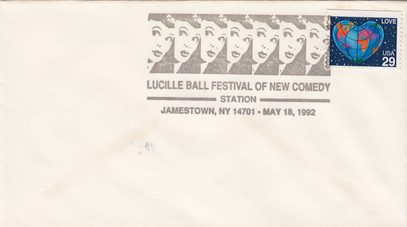 LOVE
USA
29
LUCILLE BALL FESTIVAL OF NEW COMEDY
STATION
JAMESTOWN, NY 14701 • MAY 18, 1992